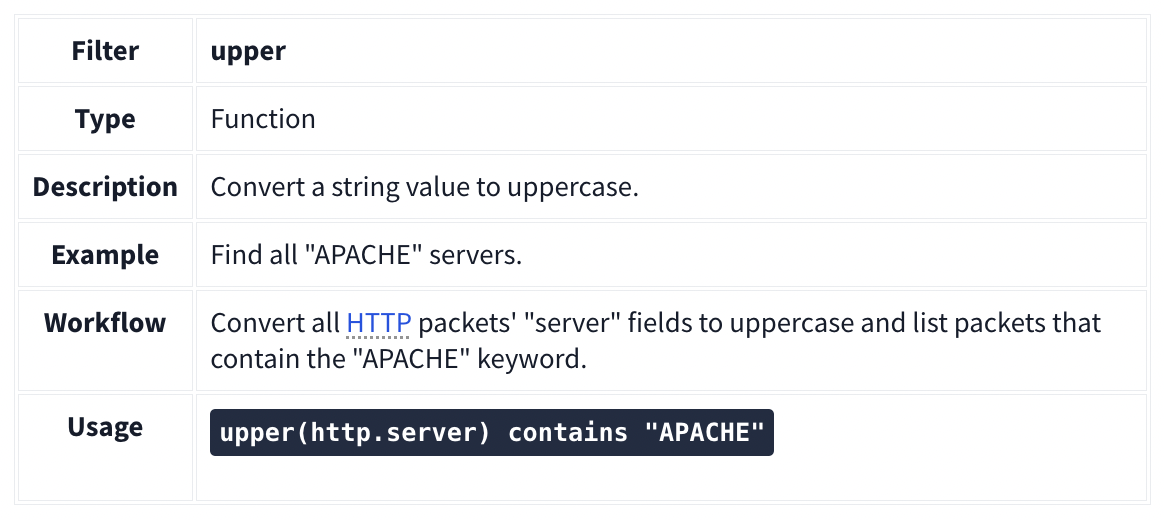 Filter upper
Type Function
Description Convert a string value to uppercase.
Example Find all "APACHE" servers.
Workflow Convert all HTTP packets' "server" fields to uppercase and list packets that
contain the "APACHE" keyword.
Usage upper(http.server) contains "APACHE"